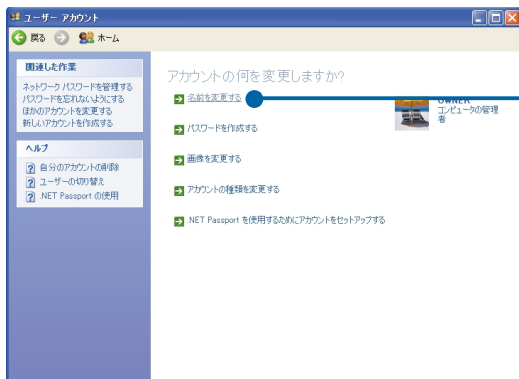 ユーザー アカウント
戻る
ホーム
関連した作業
ネットワーク パスワードを管理する
パスワードを忘れないようにする
ほかのアカウントを変更する
新しいアカウントを作成する
ヘルプ
自分のアカウントの削除
ユーザーの切り替え
.NET Passport の使用
アカウントの何を変更しますか?
名前を変更する
パスワードを作成する
画像を変更する
アカウントの種類を変更する
.NET Passport を使用するためにアカウントをセットアップする
OWNER
コンピュータの管理
者